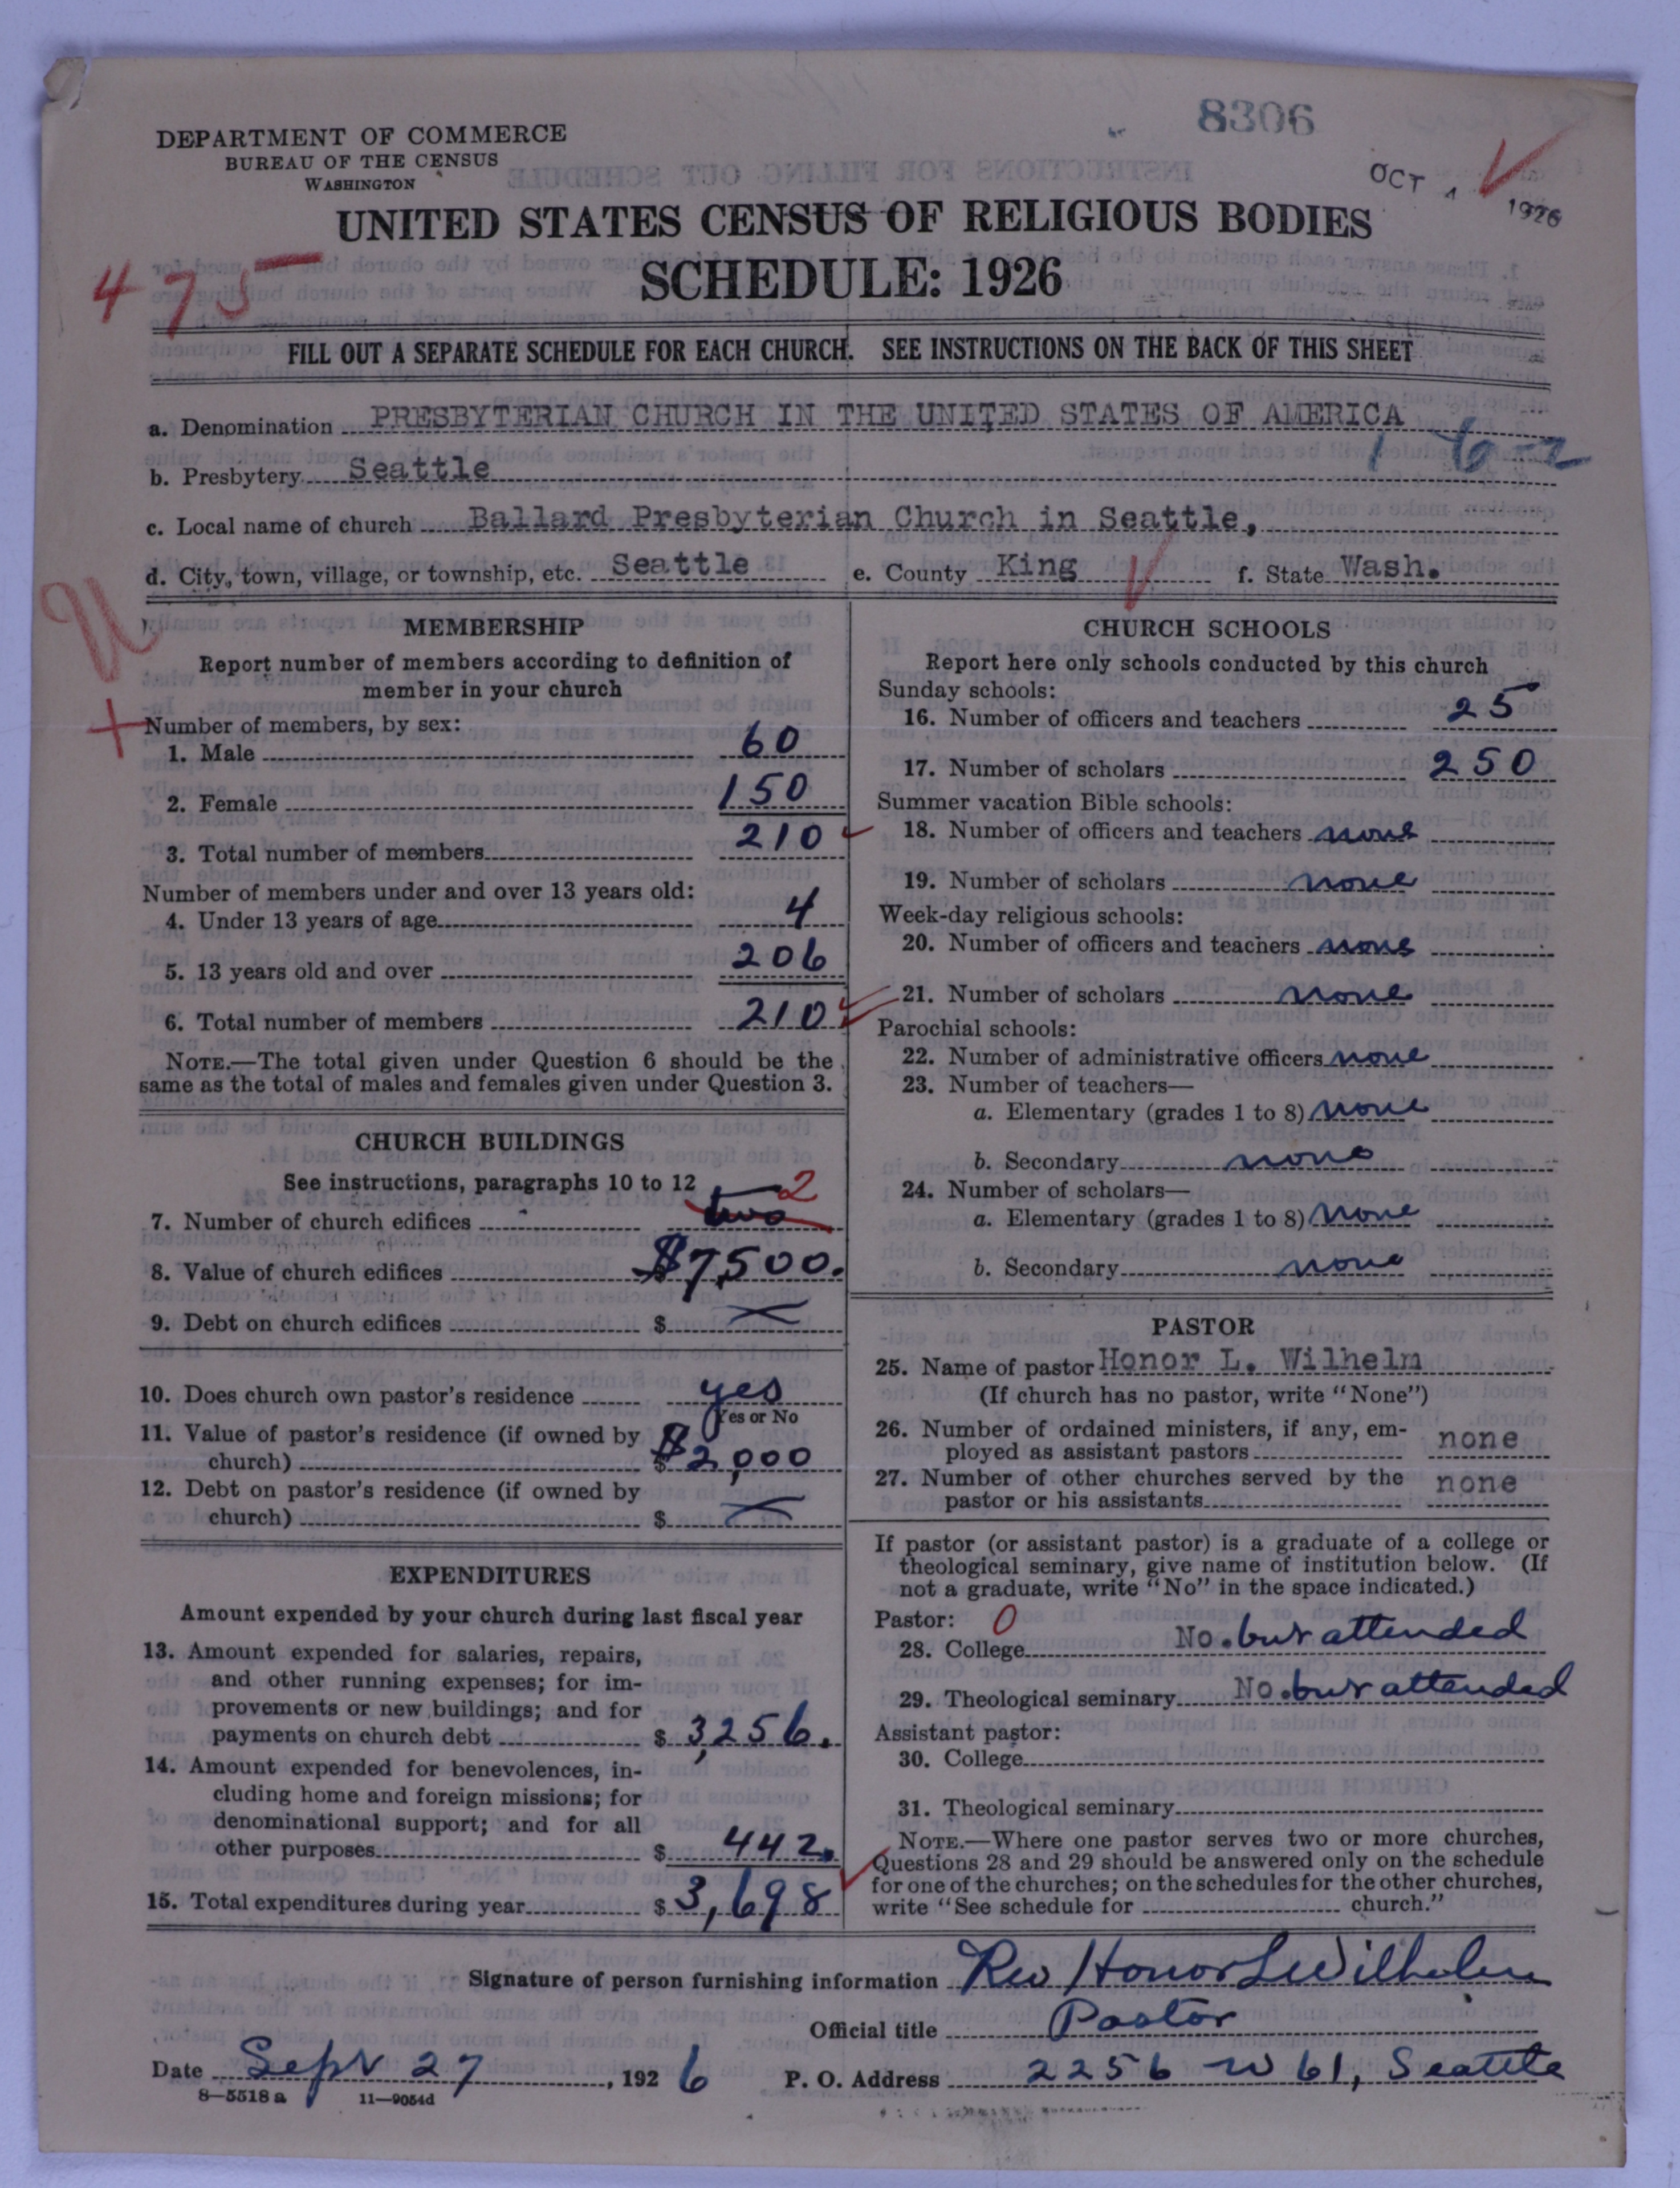 8306
DEPARTMENT OF COMMERCE
BUREAU OF THE CENSUS
WASHINGTON
OCT 4 1926
UNITED STATES CENSUS OF RELIGIOUS BODIES
475
SCHEDULE: 1926
FILL OUT A SEPARATE SCHEDULE FOR EACH CHURCH. SEE INSTRUCTIONS ON THE BACK OF THIS SHEET
a. Denomination PRESBYTERIAN CHURCH IN THE UNITED STATES OF AMERICA
b. Presbytery Seattle
c. Local name of church Ballard Presbyterian Church in Seattle,
d. City, town, village, or township, etc. Seattle e. County King f. State Wash.
MEMBERSHIP
Report number of members according to definition of
member in your church
Number of members, by sex:
1. Male 60
2. Female 150
3. Total number of members 210
Number of members under and over 13 years old:
4. Under 13 years of age 4
5. 13 years old and over 206
6. Total number of members 210
NOTE.—The total given under Question 6 should be the
same as the total of males and females given under Question 3.
CHURCH BUILDINGS
See instructions, paragraphs 10 to 12
7. Number of church edifices two 2
8. Value of church edifices $7,500.
9. Debt on church edifices $
10. Does church own pastor's residence yes
Yes or No
11. Value of pastor's residence (if owned by
church) $2,000
12. Debt on pastor's residence (if owned by
church) $
EXPENDITURES
Amount expended by your church during last fiscal year
13. Amount expended for salaries, repairs,
and other running expenses; for im-
provements or new buildings; and for
payments on church debt $ 3,256.
14. Amount expended for benevolences, in-
cluding home and foreign missions; for
denominational support; and for all
other purposes $ 442.
15. Total expenditures during year $ 3,698
CHURCH SCHOOLS
Report here only schools conducted by this church
Sunday schools:
16. Number of officers and teachers 25
17. Number of scholars 250
Summer vacation Bible schools:
18. Number of officers and teachers none
19. Number of scholars none
Week-day religious schools:
20. Number of officers and teachers none
21. Number of scholars none
Parochial schools:
22. Number of administrative officers none
23. Number of teachers—
a. Elementary (grades 1 to 8) none
b. Secondary none
24. Number of scholars—
a. Elementary (grades 1 to 8) none
b. Secondary none
PASTOR
25. Name of pastor Honor L. Wilhelm
(If church has no pastor, write "None")
26. Number of ordained ministers, if any, em-
ployed as assistant pastors none
27. Number of other churches served by the
pastor or his assistants none
If pastor (or assistant pastor) is a graduate of a college or
theological seminary, give name of institution below. (If
not a graduate, write "No" in the space indicated.)
Pastor: 0
28. College No. but attended
29. Theological seminary No. but attended
Assistant pastor:
30. College
31. Theological seminary
NOTE.—Where one pastor serves two or more churches,
Questions 28 and 29 should be answered only on the schedule
for one of the churches; on the schedules for the other churches,
write "See schedule for church."
Signature of person furnishing information Rev Honor L Wilhelm
Official title Pastor
Date Sept 27, 1926 P. O. Address 2256 W 61, Seattle
8—5518 a 11—9054d